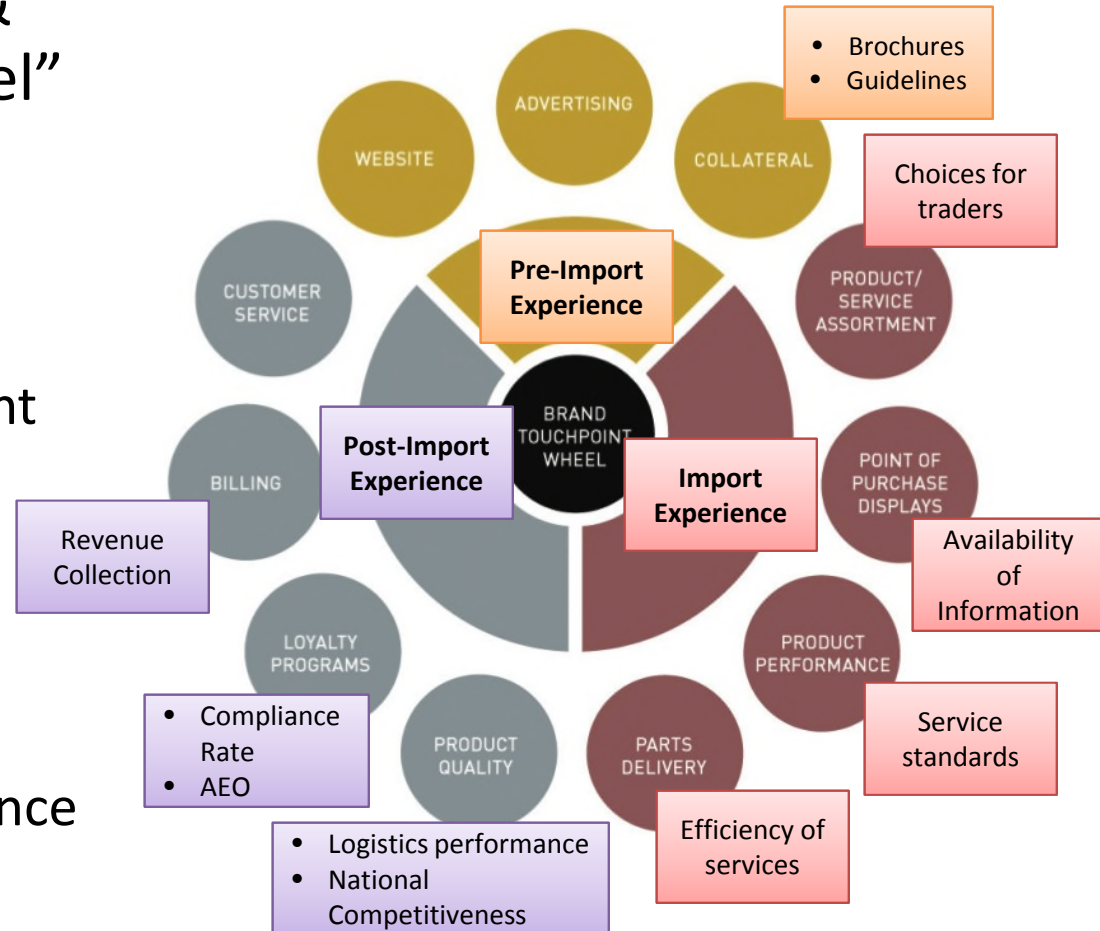 el”
ADVERTISING
WEBSITE
COLLATERAL
• Brochures
• Guidelines
Choices for
traders
CUSTOMER
SERVICE
Pre-Import
Experience
PRODUCT/
SERVICE
ASSORTMENT
nt
BRAND
TOUCHPOINT
WHEEL
Post-Import
Experience
Import
Experience
BILLING
POINT OF
PURCHASE
DISPLAYS
Revenue
Collection
Availability
of
Information
LOYALTY
PROGRAMS
PRODUCT
PERFORMANCE
• Compliance
Rate
• AEO
Service
standards
PRODUCT
QUALITY
PARTS
DELIVERY
nce
Efficiency of
services
• Logistics performance
• National
Competitiveness